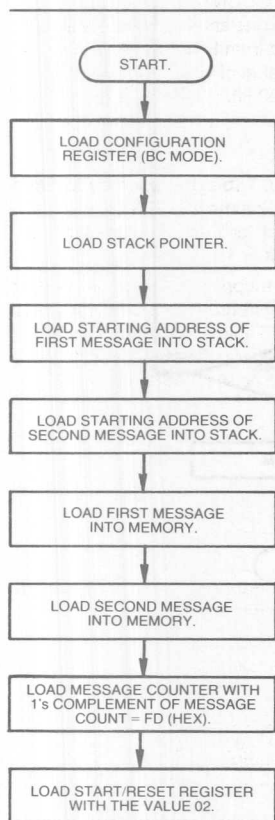 START.
LOAD CONFIGURATION
REGISTER (BC MODE).
LOAD STACK POINTER.
LOAD STARTING ADDRESS OF
FIRST MESSAGE INTO STACK.
LOAD STARTING ADDRESS OF
SECOND MESSAGE INTO STACK.
LOAD FIRST MESSAGE
INTO MEMORY.
LOAD SECOND MESSAGE
INTO MEMORY.
LOAD MESSAGE COUNTER WITH
1's COMPLEMENT OF MESSAGE
COUNT = FD (HEX).
LOAD START/RESET REGISTER
WITH THE VALUE 02.